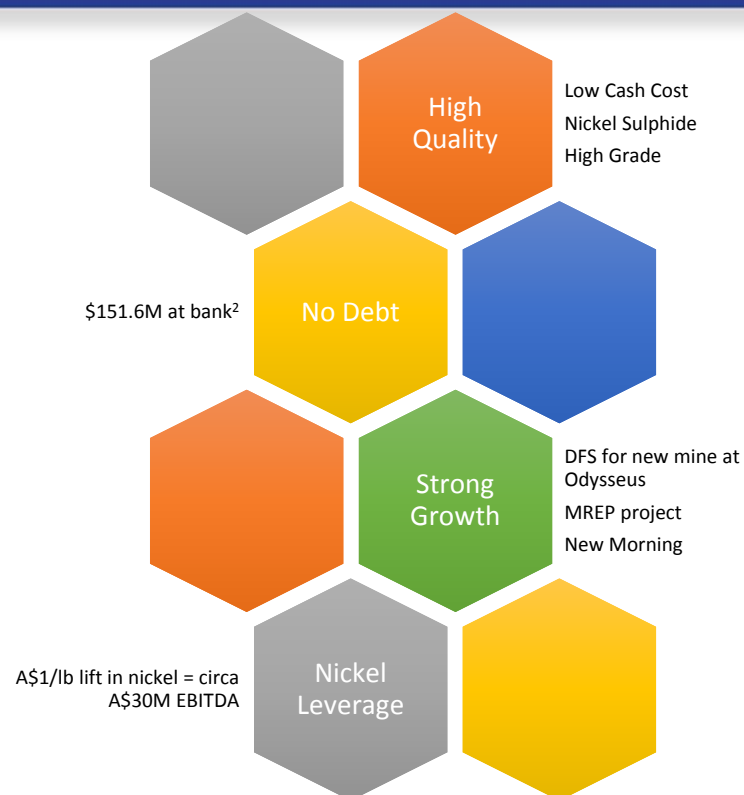 High
Quality
Low Cash Cost
Nickel Sulphide
High Grade
$151.6M at bank²
No Debt
Strong
Growth
DFS for new mine at
Odysseus
MREP project
New Morning
A$1/lb lift in nickel = circa
A$30M EBITDA
Nickel
Leverage